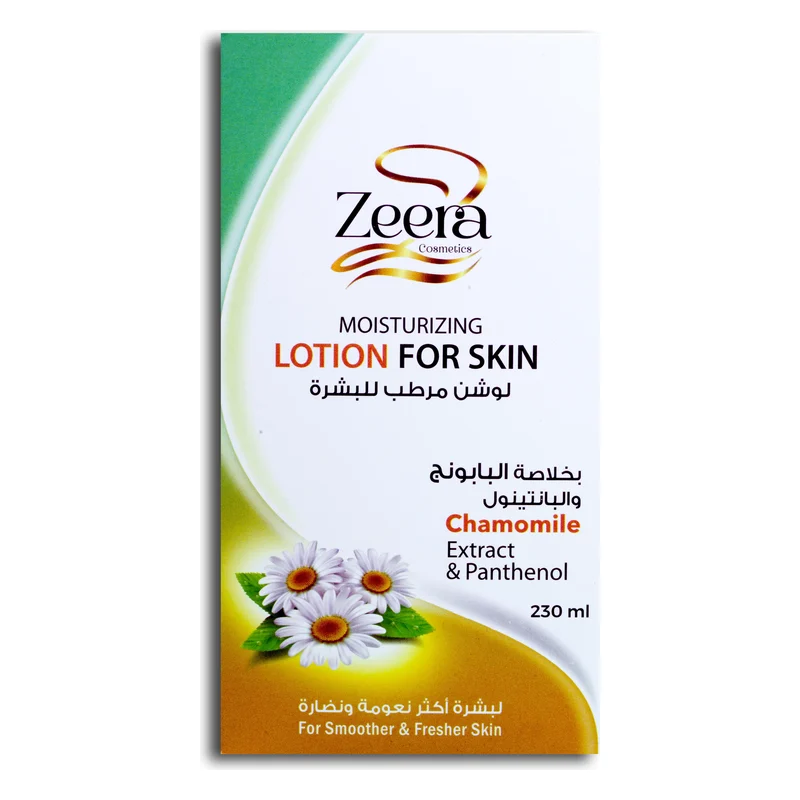 Zeera
Cosmetics
MOISTURIZING
LOTION FOR SKIN
لوشن مرطب للبشرة
بخلاصة البابونج
والبانتينول
Chamomile
Extract
& Panthenol
230 ml
لبشرة أكثر نعومة ونضارة
For Smoother & Fresher Skin